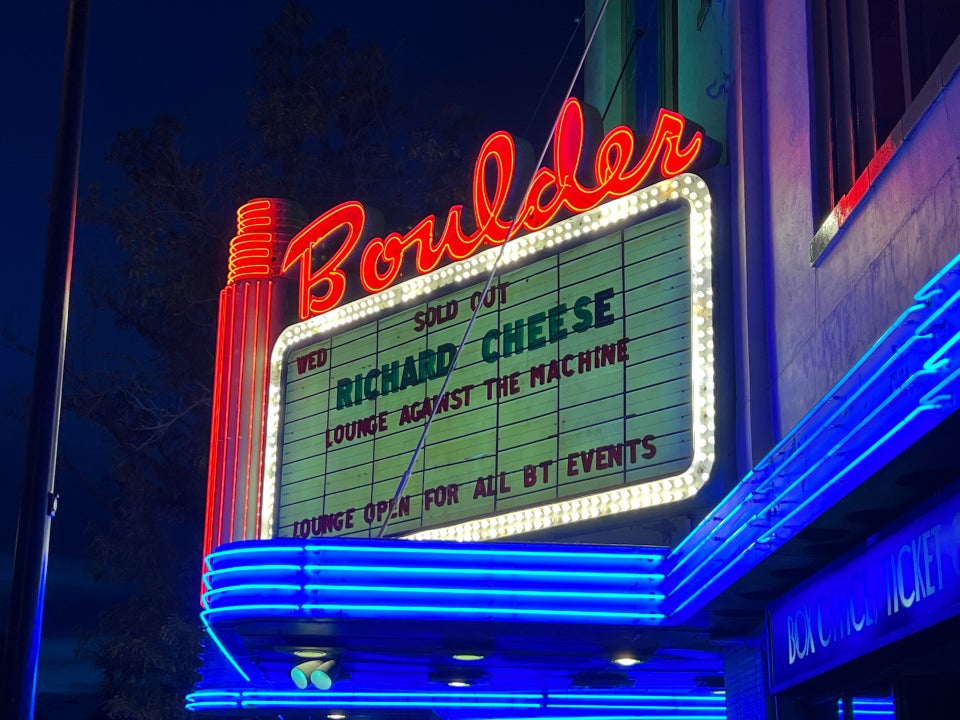 Boulder
SOLD OUT
WED
RICHARD CHEESE
LOUNGE AGAINST THE MACHINE
LOUNGE OPEN FOR ALL BT EVENTS
BOX OFFICE/TICKET